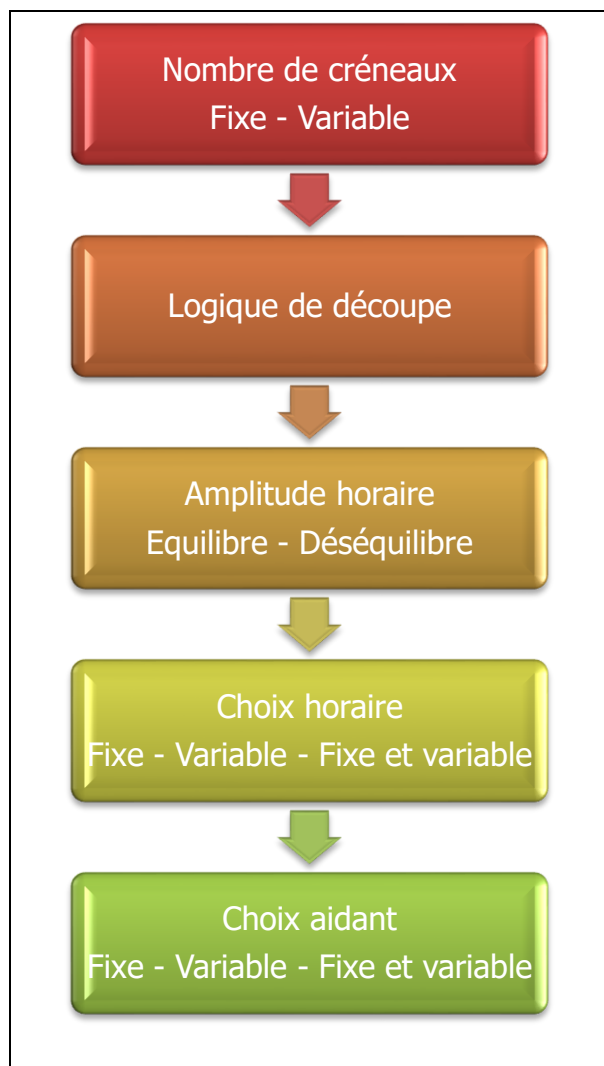 Nombre de créneaux
Fixe - Variable
Logique de découpe
Amplitude horaire
Equilibre - Déséquilibre
Choix horaire
Fixe - Variable - Fixe et variable
Choix aidant
Fixe - Variable - Fixe et variable